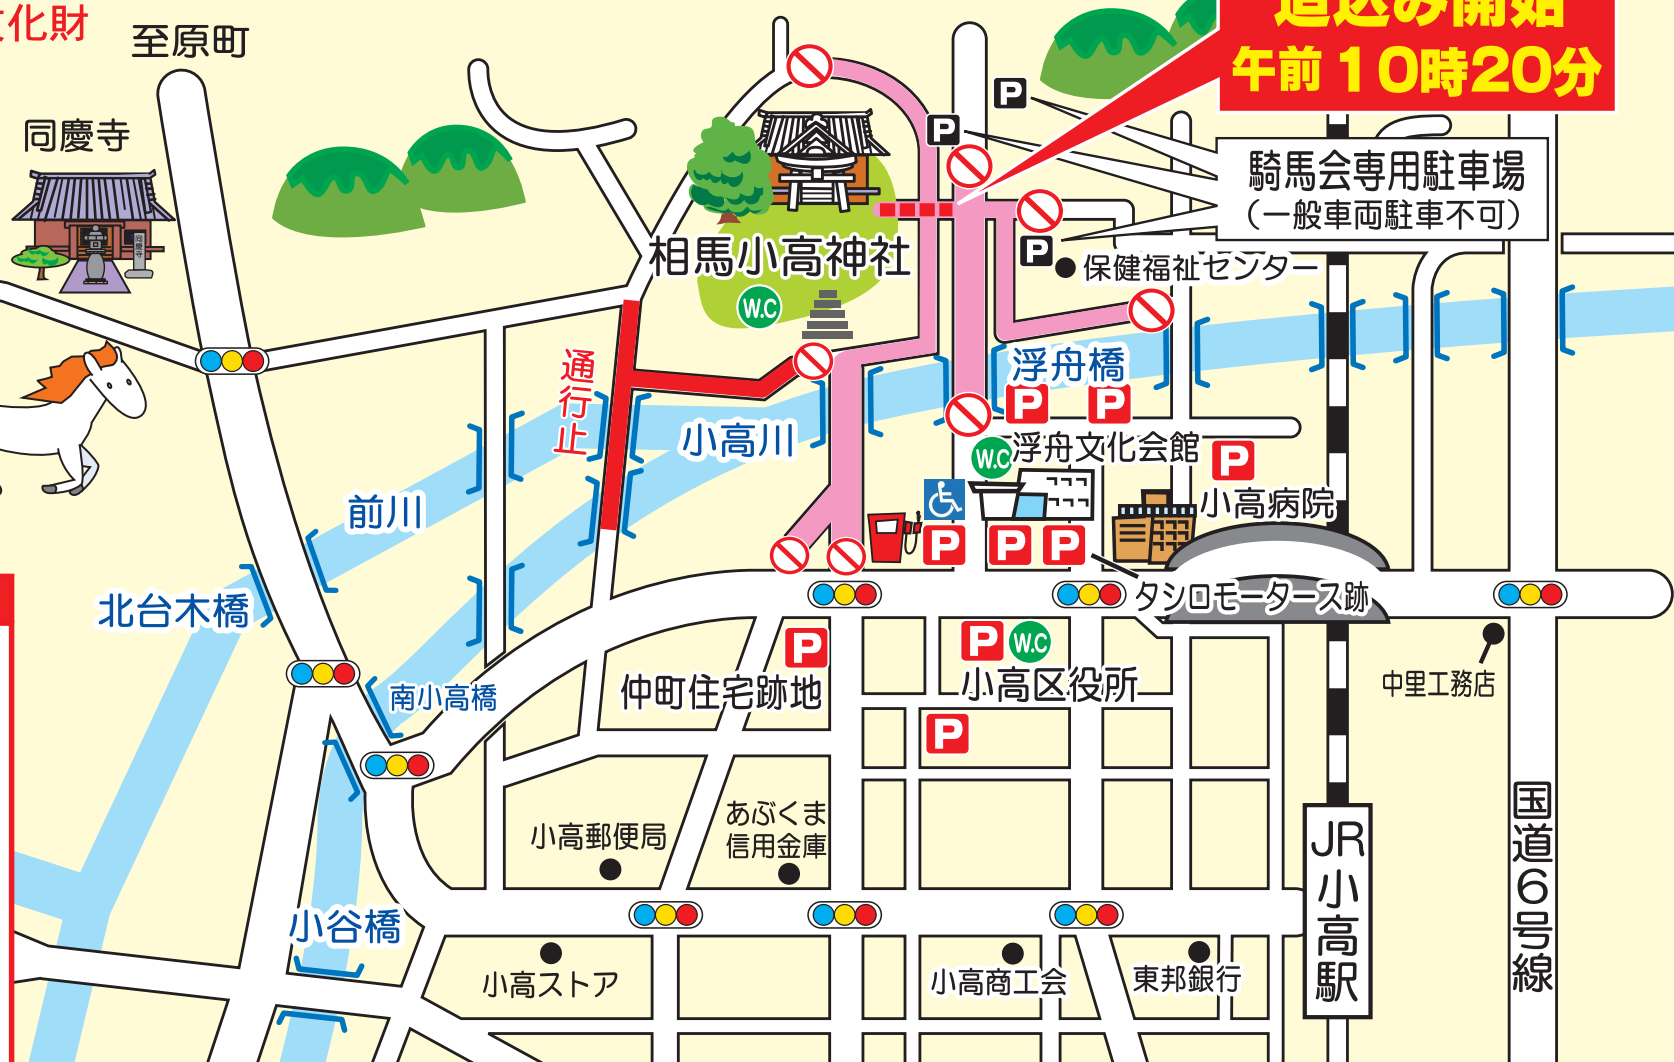 化財
至原町
追込み開始
午前10時20分
同慶寺
同慶寺
P
P
騎馬会専用駐車場
（一般車両駐車不可）
P
保健福祉センター
相馬小高神社
W.C
通行止
浮舟橋
P
P
小高川
W.C
浮舟文化会館
P
小高病院
前川
P
P
P
タシロモータース跡
北台木橋
P
P
W.C
中里工務店
南小高橋
仲町住宅跡地
小高区役所
P
あぶくま
信用金庫
小高郵便局
JR小高駅
国道6号線
小谷橋
小高ストア
小高商工会
東邦銀行